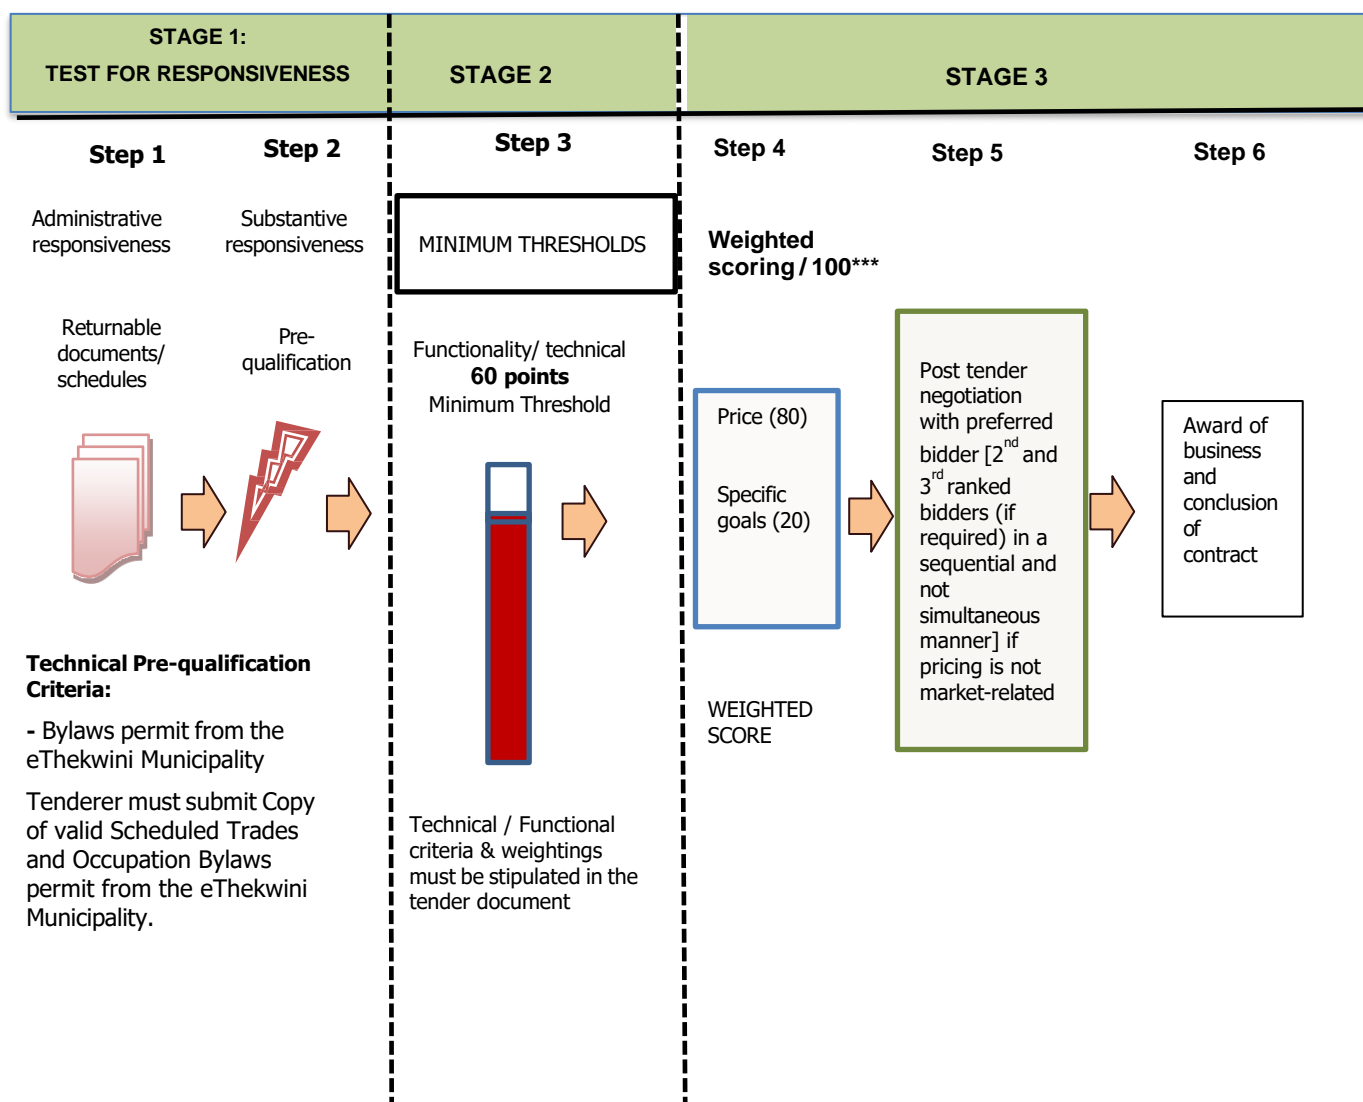 STAGE 1:
TEST FOR RESPONSIVENESS
STAGE 2
STAGE 3
Step 1
Step 2
Step 3
Step 4
Step 5
Step 6
Administrative
responsiveness
Substantive
responsiveness
MINIMUM THRESHOLDS
Weighted
scoring / 100***
Returnable
documents/
schedules
Pre-
qualification
Functionality/ technical
60 points
Minimum Threshold
Price (80)
Specific
goals (20)
Post tender
negotiation
with preferred
bidder [2nd and
3rd ranked
bidders (if
required) in a
sequential and
not
simultaneous
manner] if
pricing is not
market-related
Award of
business
and
conclusion
of
contract
Technical Pre-qualification
Criteria:
- Bylaws permit from the
eThekwini Municipality
Tenderer must submit Copy
of valid Scheduled Trades
and Occupation Bylaws
permit from the eThekwini
Municipality.
WEIGHTED
SCORE
Technical / Functional
criteria & weightings
must be stipulated in the
tender document